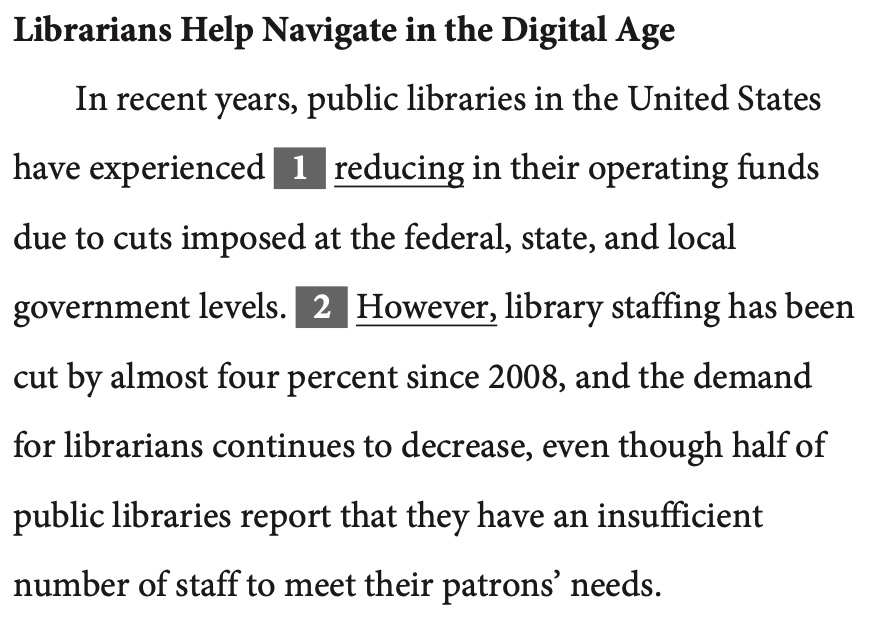 Librarians Help Navigate in the Digital Age
In recent years, public libraries in the United States
have experienced 1 reducing in their operating funds
due to cuts imposed at the federal, state, and local
government levels. 2 However, library staffing has been
cut by almost four percent since 2008, and the demand
for librarians continues to decrease, even though half of
public libraries report that they have an insufficient
number of staff to meet their patrons’ needs.